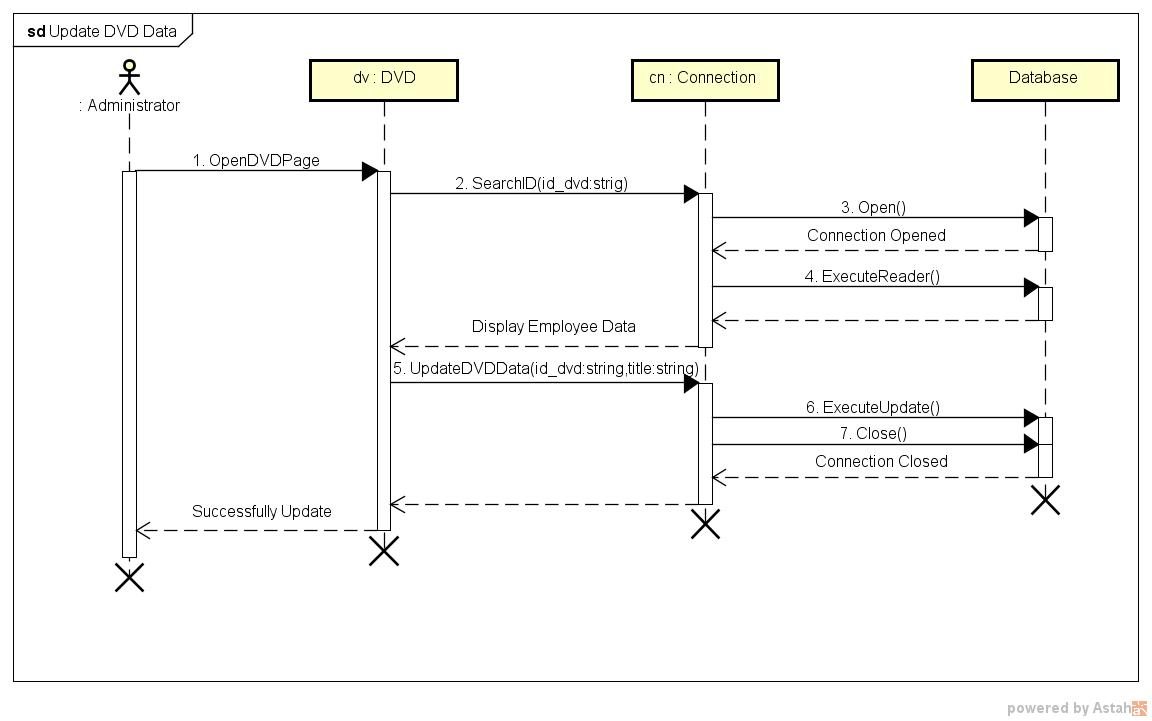 sd Update DVD Data
: Administrator
dv : DVD
cn : Connection
Database
1. OpenDVDPage
2. SearchID(id_dvd:strig)
3. Open()
Connection Opened
4. ExecuteReader()
Display Employee Data
5. UpdateDVDData(id_dvd:string,title:string)
6. ExecuteUpdate()
7. Close()
Connection Closed
Successfully Update
powered by Astah